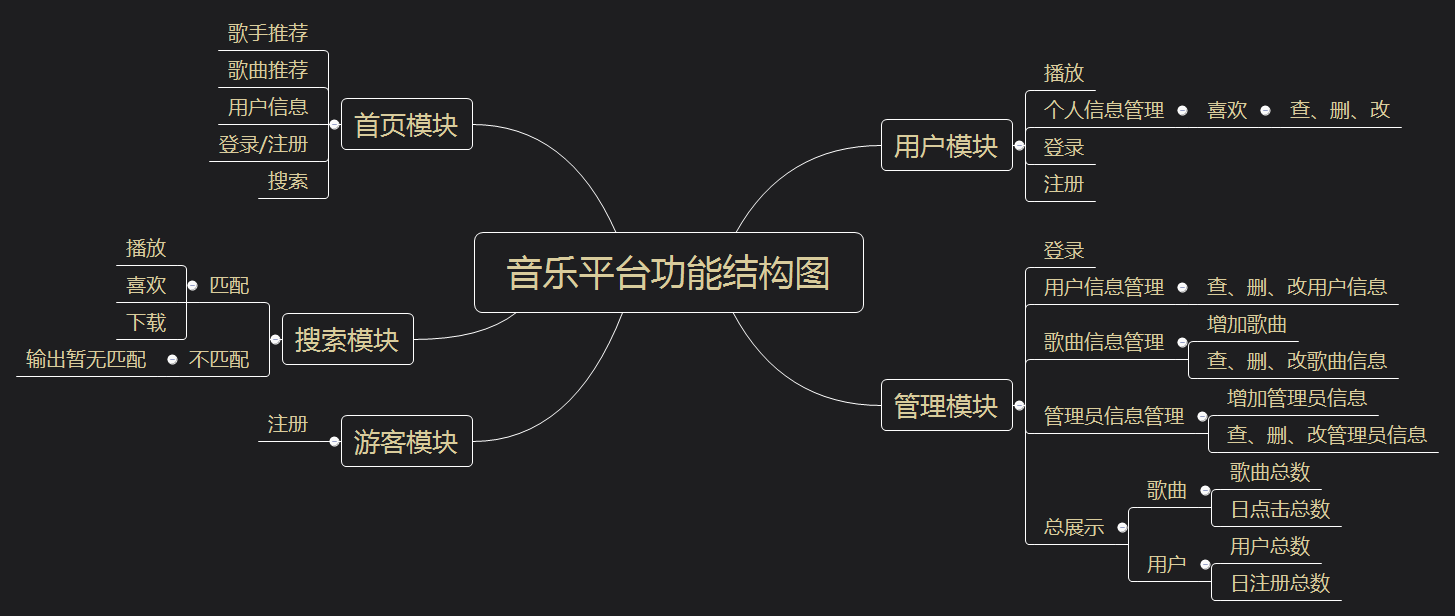 音乐平台功能结构图
首页模块
歌手推荐
歌曲推荐
用户信息
登录/注册
搜索
搜索模块
匹配
播放
喜欢
下载
不匹配
输出暂无匹配
游客模块
注册
用户模块
播放
个人信息管理
喜欢
查、删、改
登录
注册
管理模块
登录
用户信息管理
查、删、改用户信息
歌曲信息管理
增加歌曲
查、删、改歌曲信息
管理员信息管理
增加管理员信息
查、删、改管理员信息
总展示
歌曲
歌曲总数
日点击总数
用户
用户总数
日注册总数